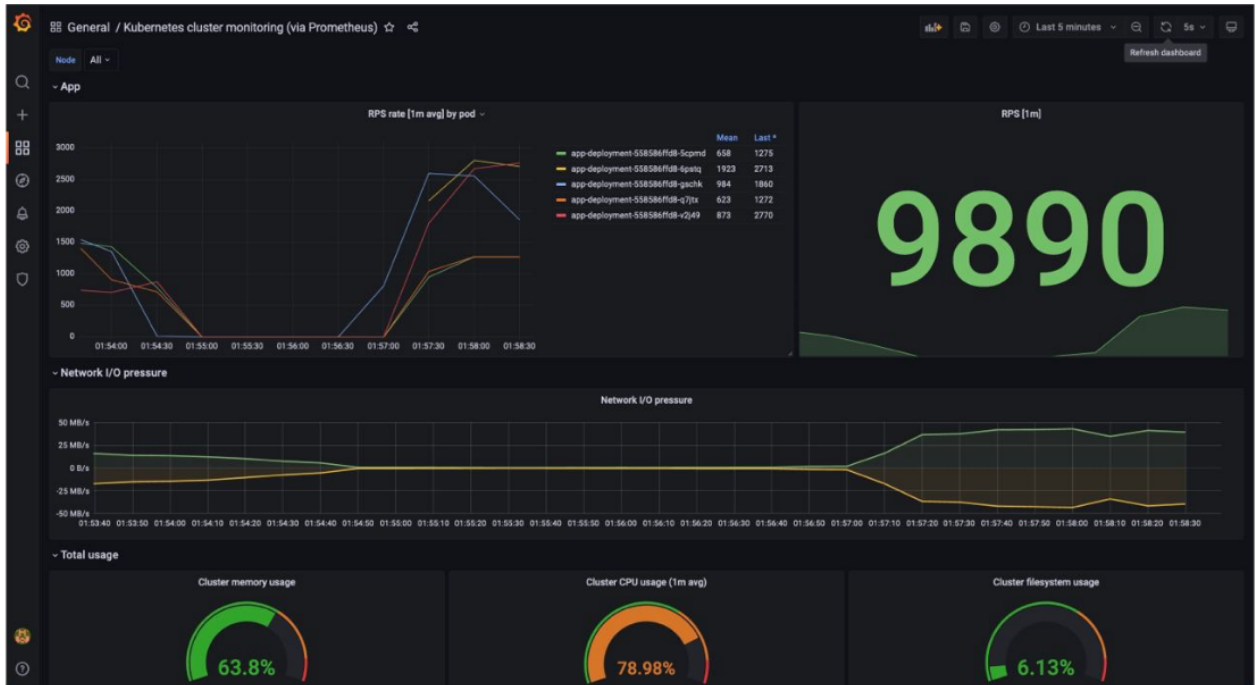 General / Kubernetes cluster monitoring (via Prometheus)
Last 5 minutes
5s
Refresh dashboard
Node All
App
RPS rate [1m avg] by pod
Mean Last *
3000
2500
2000
1500
1000
500
0
01:54:00 01:54:30 01:55:00 01:55:30 01:56:00 01:56:30 01:57:00 01:57:30 01:58:00 01:58:30
app-deployment-558586ffd8-5cpmd 658 1275
app-deployment-558586ffd8-6pstq 1923 2713
app-deployment-558586ffd8-gschk 984 1860
app-deployment-558586ffd8-q7jtx 623 1272
app-deployment-558586ffd8-v2j49 873 2770
RPS [1m]
9890
Network I/O pressure
Network I/O pressure
50 MB/s
25 MB/s
0 B/s
-25 MB/s
-50 MB/s
01:53:40 01:53:50 01:54:00 01:54:10 01:54:20 01:54:30 01:54:40 01:54:50 01:55:00 01:55:10 01:55:20 01:55:30 01:55:40 01:55:50 01:56:00 01:56:10 01:56:20 01:56:30 01:56:40 01:56:50 01:57:00 01:57:10 01:57:20 01:57:30 01:57:40 01:57:50 01:58:00 01:58:10 01:58:20 01:58:30
Total usage
Cluster memory usage
63.8%
Cluster CPU usage (1m avg)
78.98%
Cluster filesystem usage
6.13%